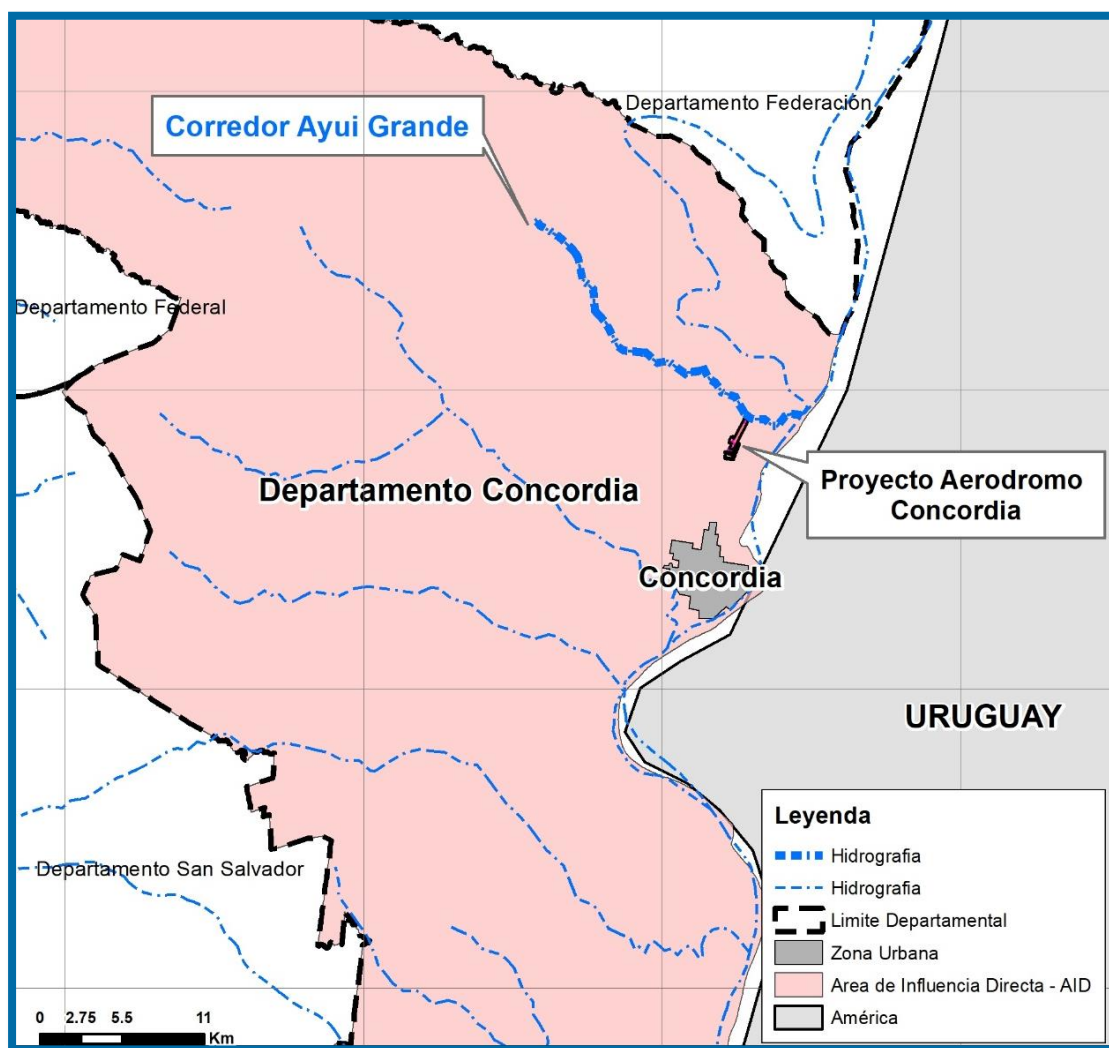 Departamento Federación
Corredor Ayui Grande
Departamento Federal
Proyecto Aerodromo
Concordia
Departamento Concordia
Concordia
URUGUAY
Departamento San Salvador
Leyenda
Hidrografia
Hidrografia
Limite Departamental
Zona Urbana
Area de Influencia Directa - AID
América
0 2.75 5.5 11
Km